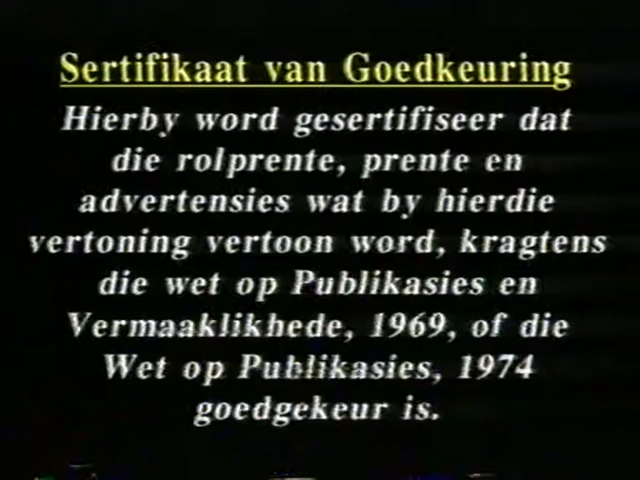 Sertifikaat van Goedkeuring
Hierby word gesertifiseer dat
die rolprente, prente en
advertensies wat by hierdie
vertoning vertoon word, kragtens
die wet op Publikasies en
Vermaaklikhede, 1969, of die
Wet op Publikasies, 1974
goedgekeur is.